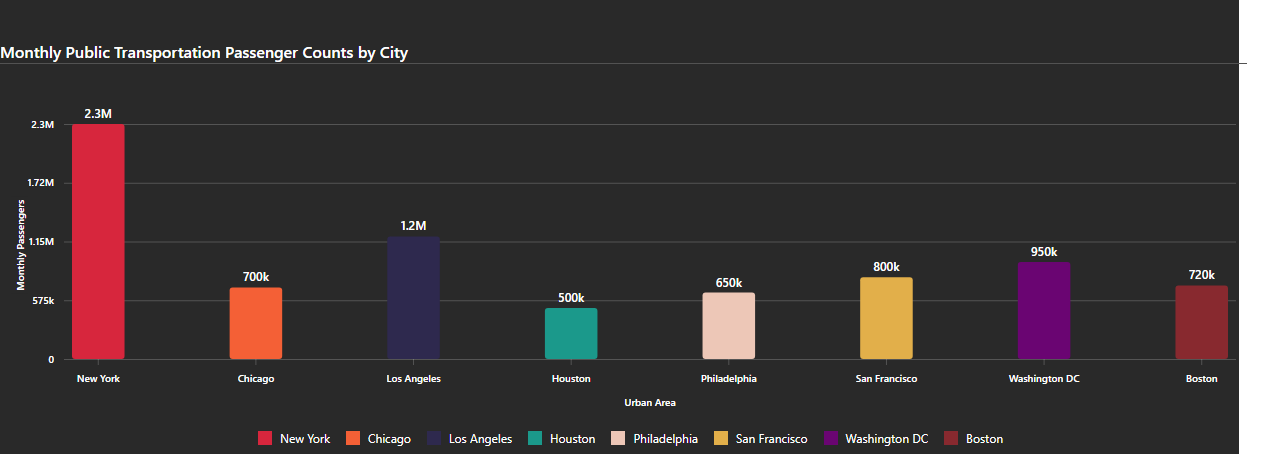 Monthly Public Transportation Passenger Counts by City
2.3M
2.3M
1.72M
1.2M
1.15M
950k
800k
700k
720k
650k
575k
500k
0
Monthly Passengers
New York Chicago Los Angeles Houston Philadelphia San Francisco Washington DC Boston
Urban Area
New York Chicago Los Angeles Houston Philadelphia San Francisco Washington DC Boston